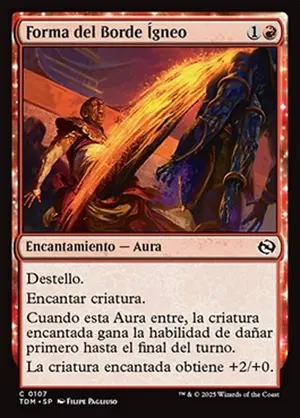 Forma del Borde Ígneo 1
Encantamiento — Aura
Destello.
Encantar criatura.
Cuando esta Aura entre, la criatura
encantada gana la habilidad de dañar
primero hasta el final del turno.
La criatura encantada obtiene +2/+0.
C 0107
TDM • SP FILIPE PAGLIUSO
™ & © 2025 Wizards of the Coast